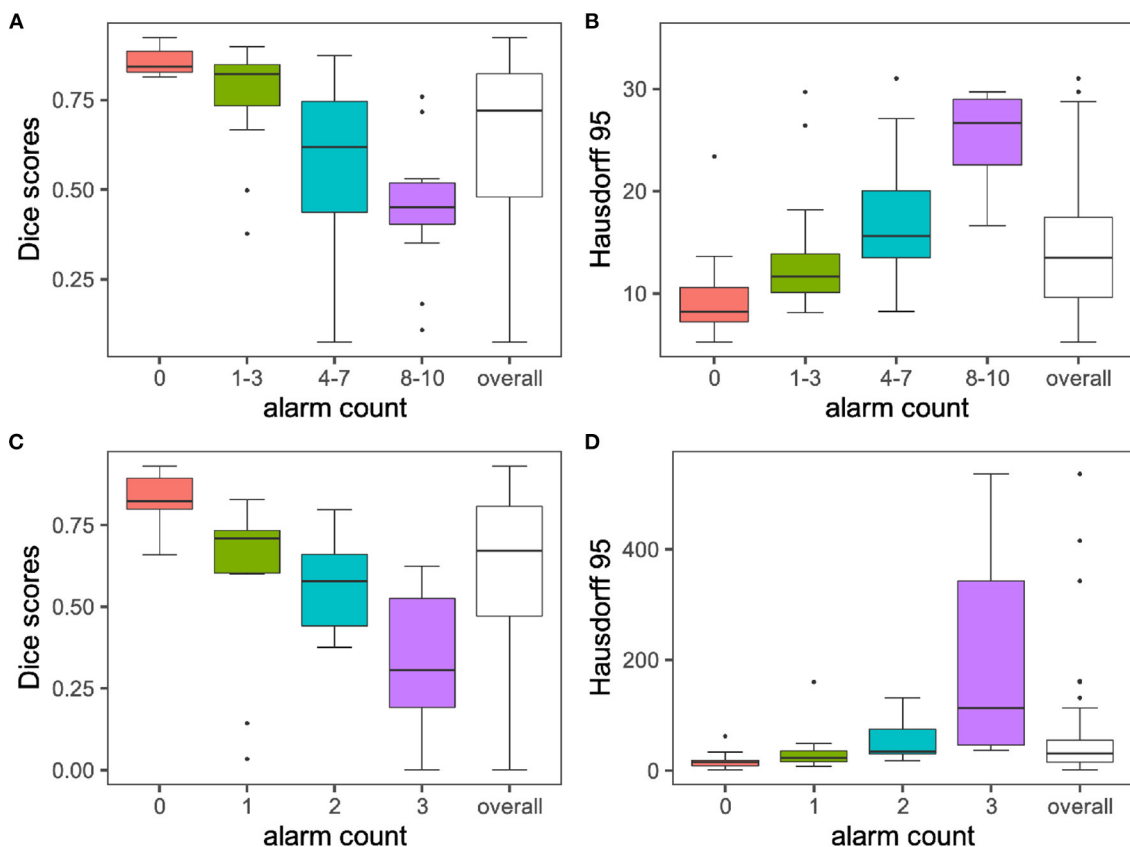 A
Dice scores
0.75
0.50
0.25
0
1-3
4-7
8-10
overall
alarm count
B
Hausdorff 95
30
20
10
0
1-3
4-7
8-10
overall
alarm count
C
Dice scores
0.75
0.50
0.25
0.00
0
1
2
3
overall
alarm count
D
Hausdorff 95
400
200
0
0
1
2
3
overall
alarm count